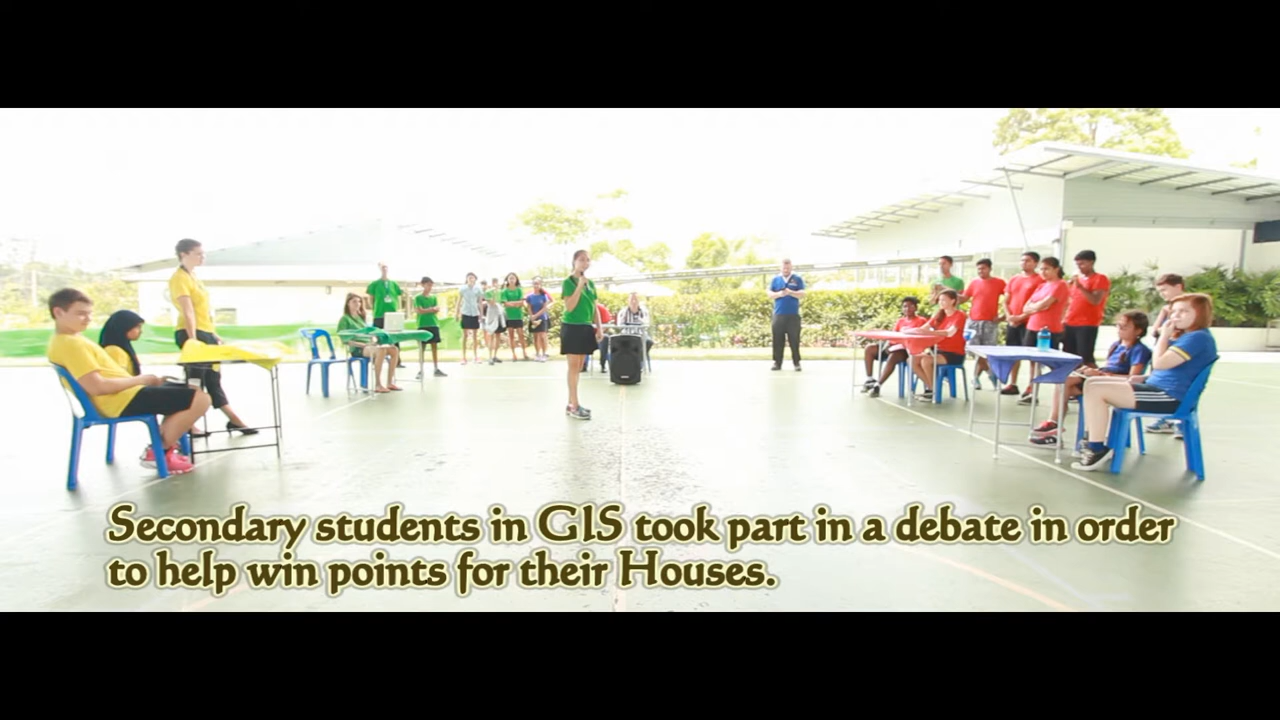 Secondary students in GIS took part in a debate in order
to help win points for their Houses.